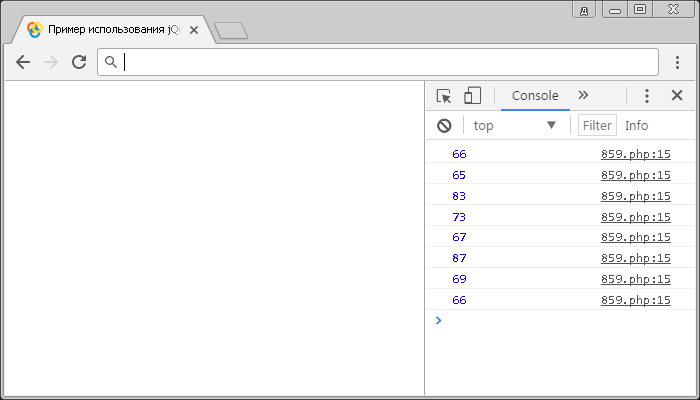 д
Пример использования jQ
Console
top
Filter
Info
66 859.php:15
65 859.php:15
83 859.php:15
73 859.php:15
67 859.php:15
87 859.php:15
69 859.php:15
66 859.php:15